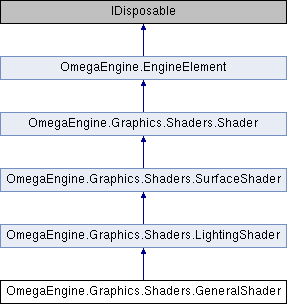 IDisposable
OmegaEngine.EngineElement
OmegaEngine.Graphics.Shaders.Shader
OmegaEngine.Graphics.Shaders.SurfaceShader
OmegaEngine.Graphics.Shaders.LightingShader
OmegaEngine.Graphics.Shaders.GeneralShader